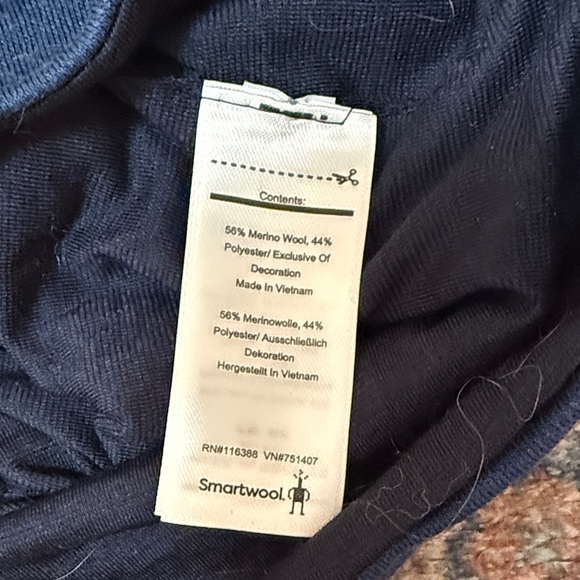 Contents:
56% Merino Wool, 44%
Polyester/ Exclusive Of
Decoration
Made In Vietnam
56% Merinowolle, 44%
Polyester/ Ausschließlich
Dekoration
Hergestellt In Vietnam
RN#116388 VN#751407
Smartwool